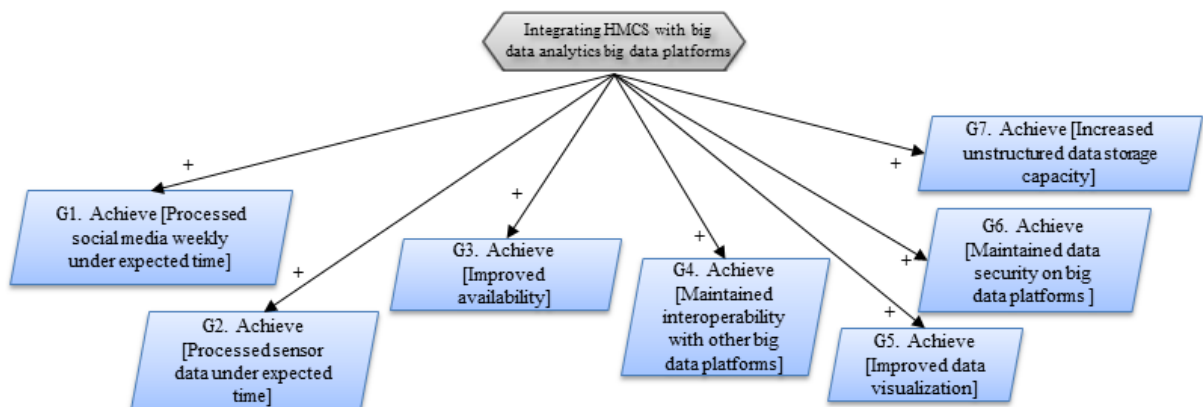 Integrating HMCS with big
data analytics big data platforms
+
G1. Achieve [Processed
social media weekly
under expected time]
+
G2. Achieve
[Processed sensor
data under expected
time]
+
G3. Achieve
[Improved
availability]
+
G4. Achieve
[Maintained
interoperability
with other big
data platforms]
+
G5. Achieve
[Improved data
visualization]
+
G6. Achieve
[Maintained data
security on big
data platforms ]
+
G7. Achieve [Increased
unstructured data storage
capacity]